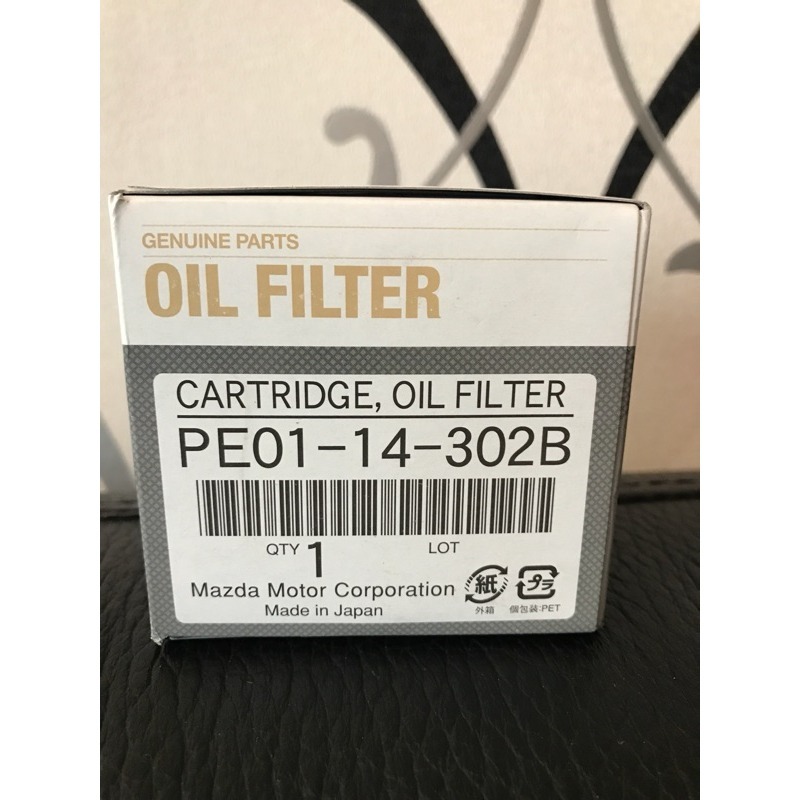 GENUINE PARTS
OIL FILTER
CARTRIDGE, OIL FILTER
PE01-14-302B
QTY 1 LOT
Mazda Motor Corporation
Made in Japan
紙
外箱
プラ
個包装:PET